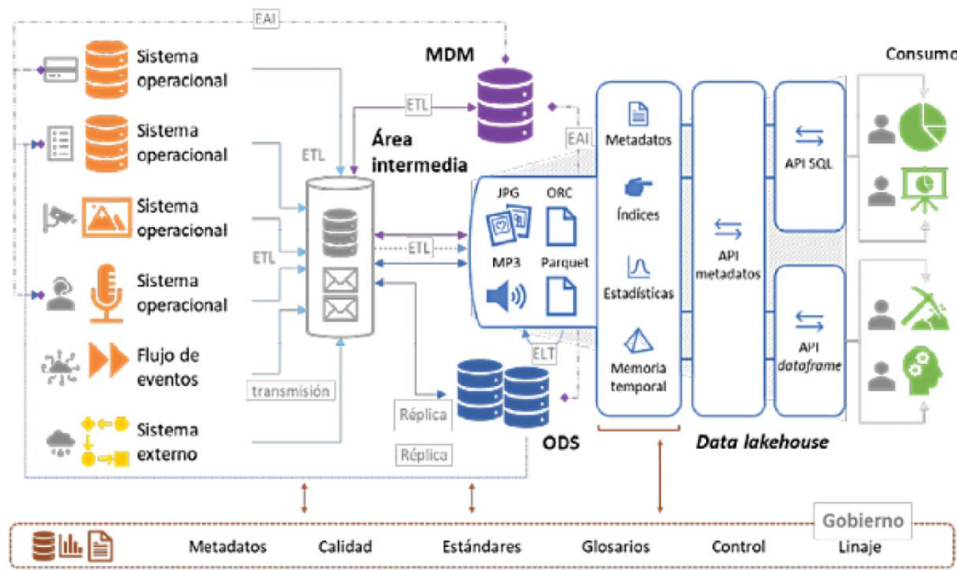 EAI
Sistema
operacional
MDM
Consumo
ETL
Área
intermedia
Sistema
operacional
ETL
EAI
Metadatos
API SQL
JPG ORC
Índices
Sistema
operacional
ETL
ETL
MP3 Parquet
API
metadatos
Sistema
operacional
Estadísticas
API
dataframe
ELT
Flujo de
eventos
transmisión
Memoria
temporal
Réplica
ODS
Data lakehouse
Sistema
externo
Réplica
Gobierno
Metadatos Calidad Estándares Glosarios Control Linaje